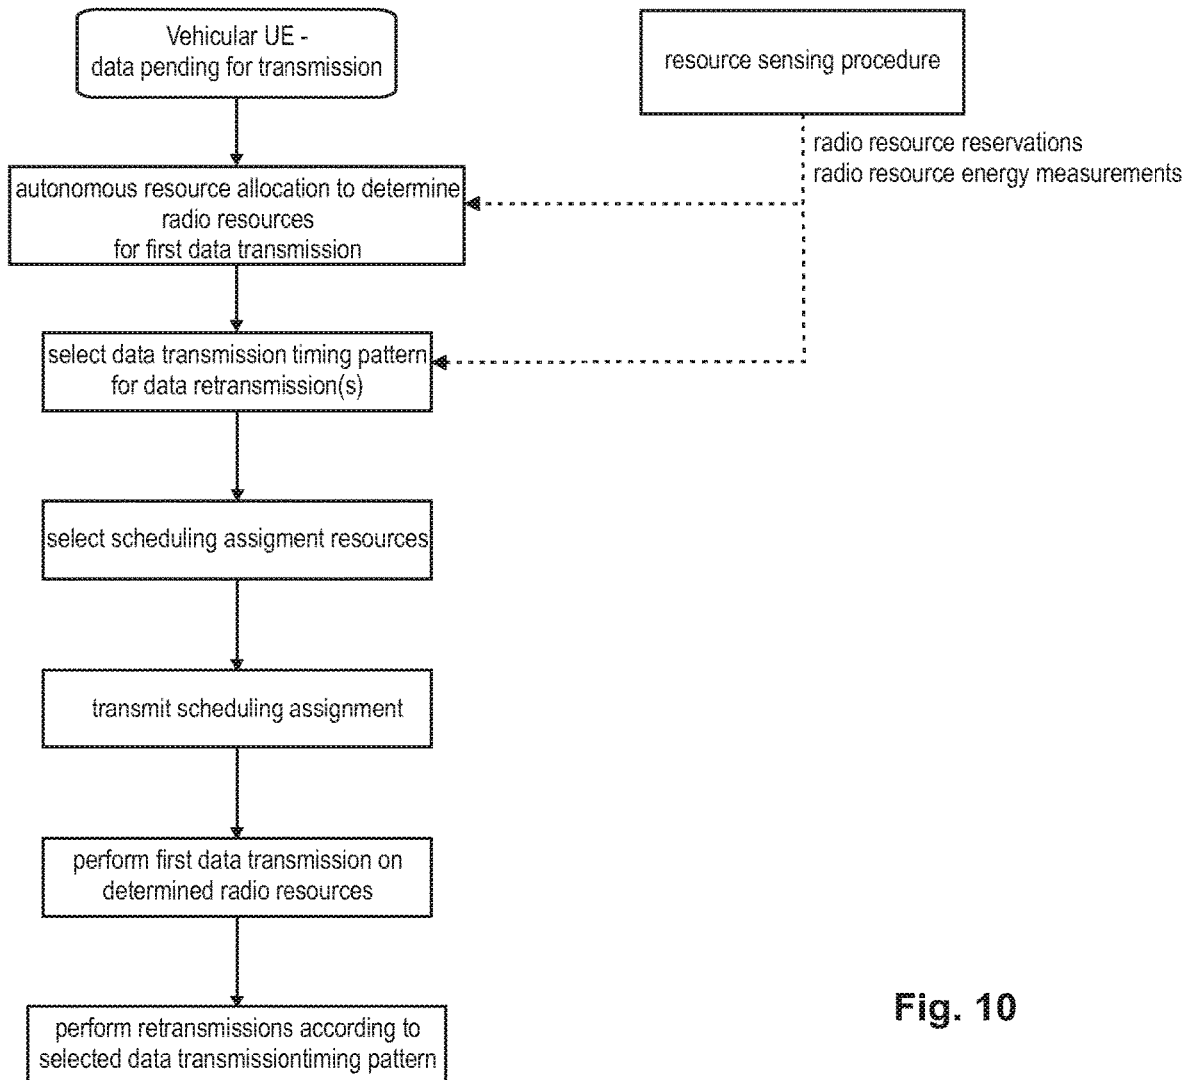 Vehicular UE -
data pending for transmission
resource sensing procedure
radio resource reservations
radio resource energy measurements
autonomous resource allocation to determine
radio resources
for first data transmission
select data transmission timing pattern
for data retransmission(s)
select scheduling assigment resources
transmit scheduling assignment
perform first data transmission on
determined radio resources
perform retransmissions according to
selected data transmissiontiming pattern
Fig. 10